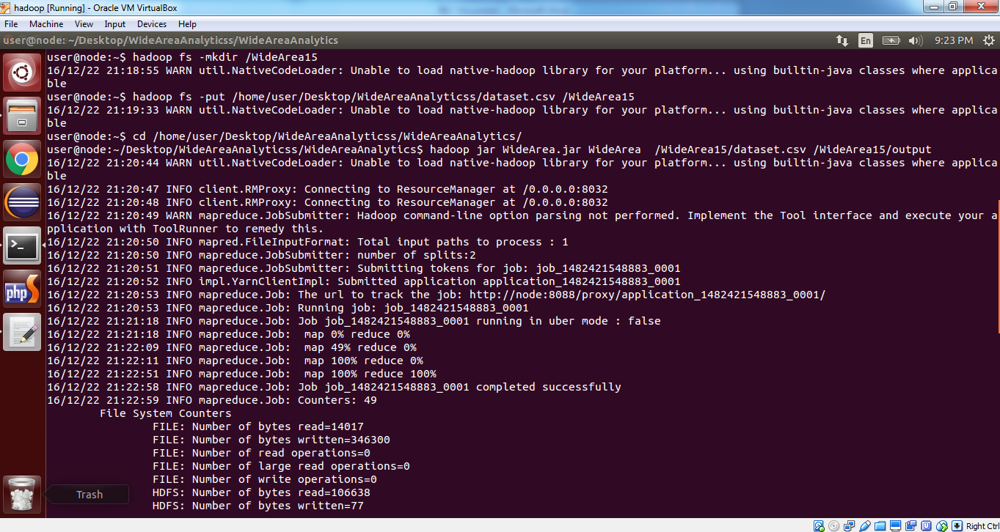 hadoop [Running] - Oracle VM VirtualBox
File Machine View Input Devices Help
user@node: ~/Desktop/WideAreaAnalyticss/WideAreaAnalytics
En
9:23 PM
user@node:~$ hadoop fs -mkdir /WideArea15
16/12/22 21:18:55 WARN util.NativeCodeLoader: Unable to load native-hadoop library for your platform... using builtin-java classes where applica
ble
user@node:~$ hadoop fs -put /home/user/Desktop/WideAreaAnalyticss/dataset.csv /WideArea15
16/12/22 21:19:33 WARN util.NativeCodeLoader: Unable to load native-hadoop library for your platform... using builtin-java classes where applica
ble
user@node:~$ cd /home/user/Desktop/WideAreaAnalyticss/WideAreaAnalytics/
user@node:~/Desktop/WideAreaAnalyticss/WideAreaAnalytics$ hadoop jar WideArea.jar WideArea  /WideArea15/dataset.csv /WideArea15/output
16/12/22 21:20:44 WARN util.NativeCodeLoader: Unable to load native-hadoop library for your platform... using builtin-java classes where applica
ble
16/12/22 21:20:47 INFO client.RMProxy: Connecting to ResourceManager at /0.0.0.0:8032
16/12/22 21:20:48 INFO client.RMProxy: Connecting to ResourceManager at /0.0.0.0:8032
16/12/22 21:20:49 WARN mapreduce.JobSubmitter: Hadoop command-line option parsing not performed. Implement the Tool interface and execute your a
pplication with ToolRunner to remedy this.
16/12/22 21:20:50 INFO mapred.FileInputFormat: Total input paths to process : 1
16/12/22 21:20:50 INFO mapreduce.JobSubmitter: number of splits:2
16/12/22 21:20:51 INFO mapreduce.JobSubmitter: Submitting tokens for job: job_1482421548883_0001
16/12/22 21:20:52 INFO impl.YarnClientImpl: Submitted application application_1482421548883_0001
16/12/22 21:20:53 INFO mapreduce.Job: The url to track the job: http://node:8088/proxy/application_1482421548883_0001/
16/12/22 21:20:53 INFO mapreduce.Job: Running job: job_1482421548883_0001
16/12/22 21:21:18 INFO mapreduce.Job: Job job_1482421548883_0001 running in uber mode : false
16/12/22 21:21:18 INFO mapreduce.Job:  map 0% reduce 0%
16/12/22 21:22:09 INFO mapreduce.Job:  map 49% reduce 0%
16/12/22 21:22:11 INFO mapreduce.Job:  map 100% reduce 0%
16/12/22 21:22:51 INFO mapreduce.Job:  map 100% reduce 100%
16/12/22 21:22:58 INFO mapreduce.Job: Job job_1482421548883_0001 completed successfully
16/12/22 21:22:59 INFO mapreduce.Job: Counters: 49
File System Counters
FILE: Number of bytes read=14017
FILE: Number of bytes written=346300
FILE: Number of read operations=0
FILE: Number of large read operations=0
FILE: Number of write operations=0
HDFS: Number of bytes read=106638
HDFS: Number of bytes written=77
php S
Trash
Right Ctrl